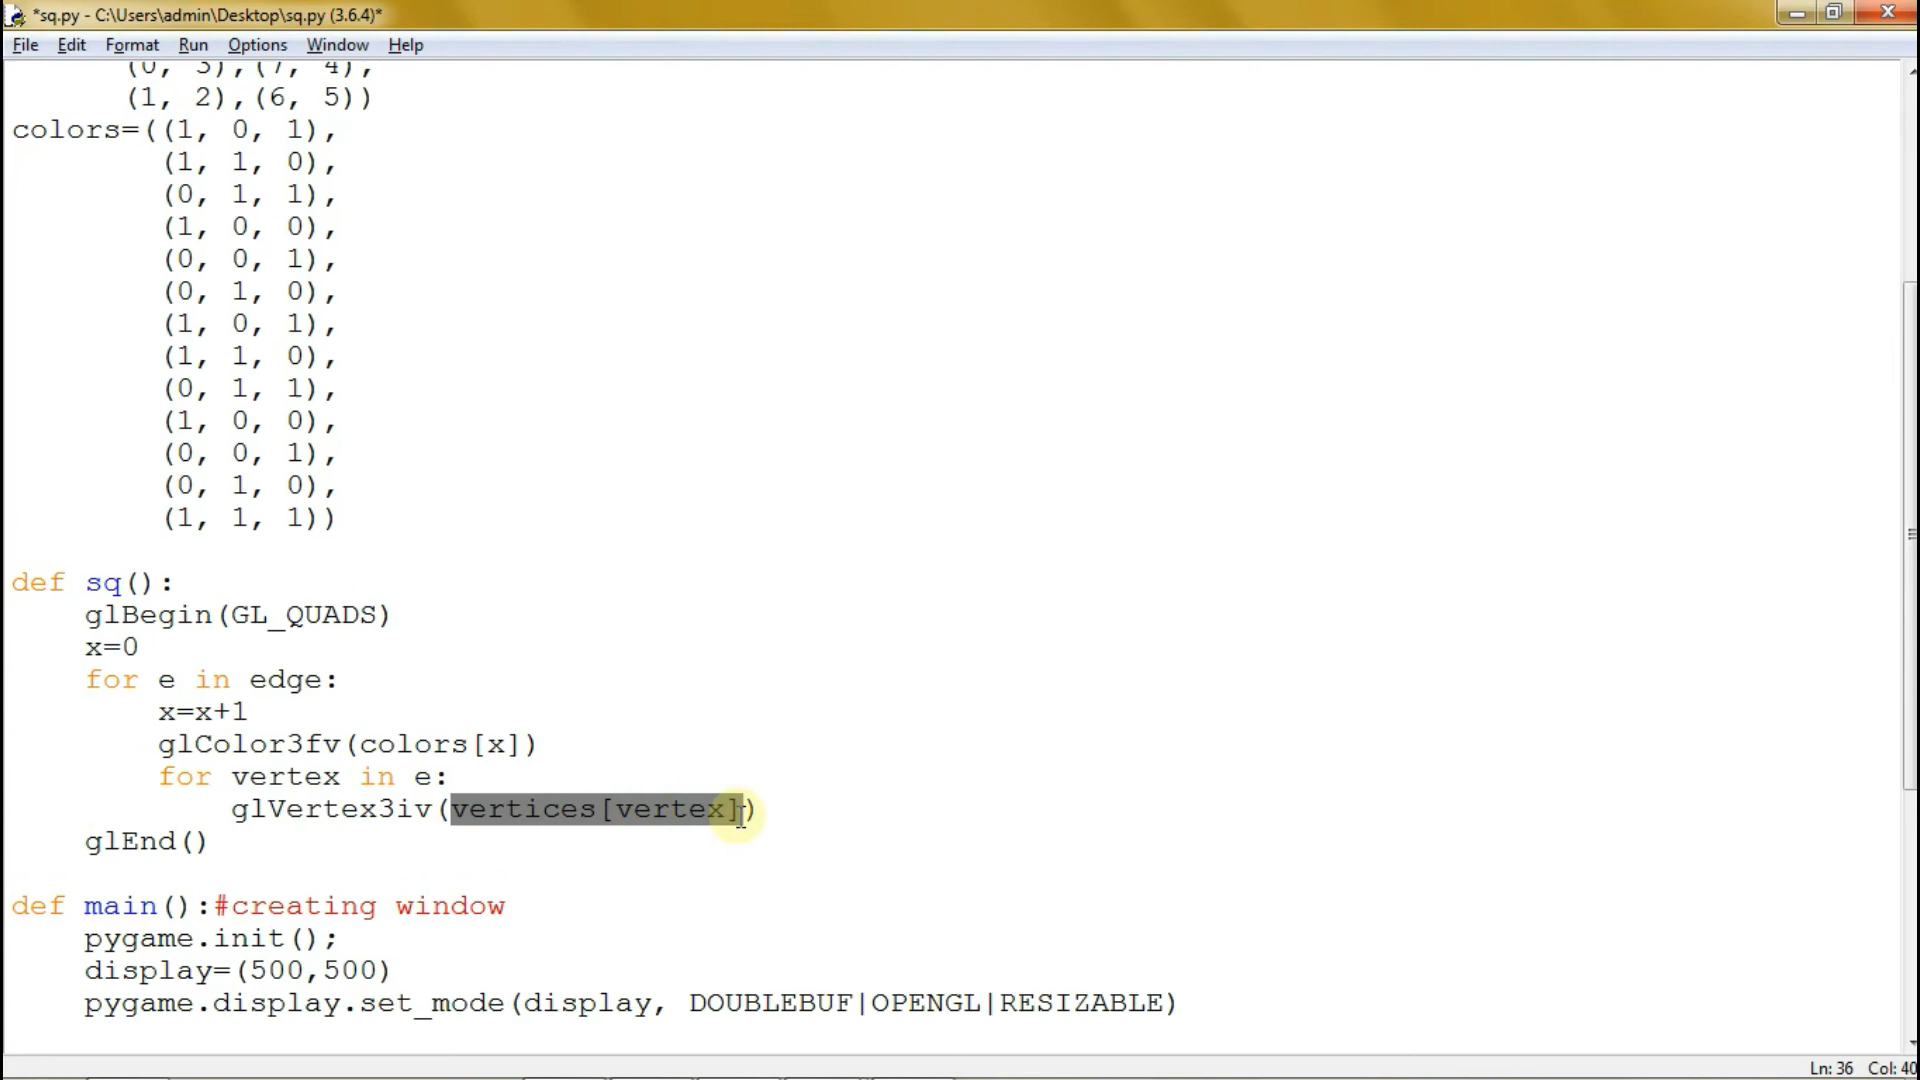 *sq.py - C:\Users\admin\Desktop\sq.py (3.6.4)*
File Edit Format Run Options Window Help
(0, 3),(7, 4),
(1, 2),(6, 5))
colors=((1, 0, 1),
(1, 1, 0),
(0, 1, 1),
(1, 0, 0),
(0, 0, 1),
(0, 1, 0),
(1, 0, 1),
(1, 1, 0),
(0, 1, 1),
(1, 0, 0),
(0, 0, 1),
(0, 1, 0),
(1, 1, 1))
def sq():
glBegin(GL_QUADS)
x=0
for e in edge:
x=x+1
glColor3fv(colors[x])
for vertex in e:
glVertex3iv(vertices[vertex])
glEnd()
def main():#creating window
pygame.init();
display=(500,500)
pygame.display.set_mode(display, DOUBLEBUF|OPENGL|RESIZABLE)
Ln: 36 Col: 40